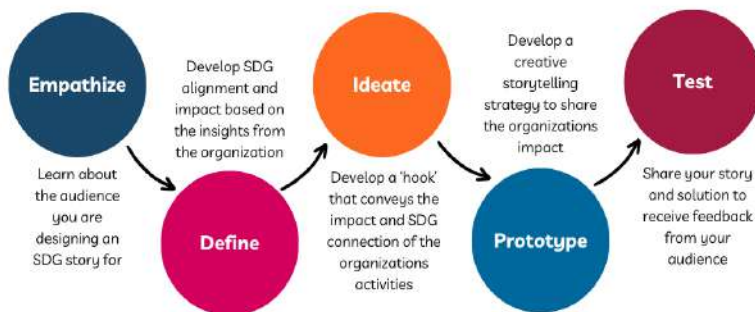 Empathize
Learn about
the audience
you are
designing an
SDG story for
Develop SDG
alignment and
impact based on
the insights from
the organization
Define
Ideate
Develop a 'hook'
that conveys the
impact and SDG
connection of the
organizations
activities
Develop a
creative
storytelling
strategy to share
the organizations
impact
Prototype
Test
Share your story
and solution to
receive feedback
from your
audience